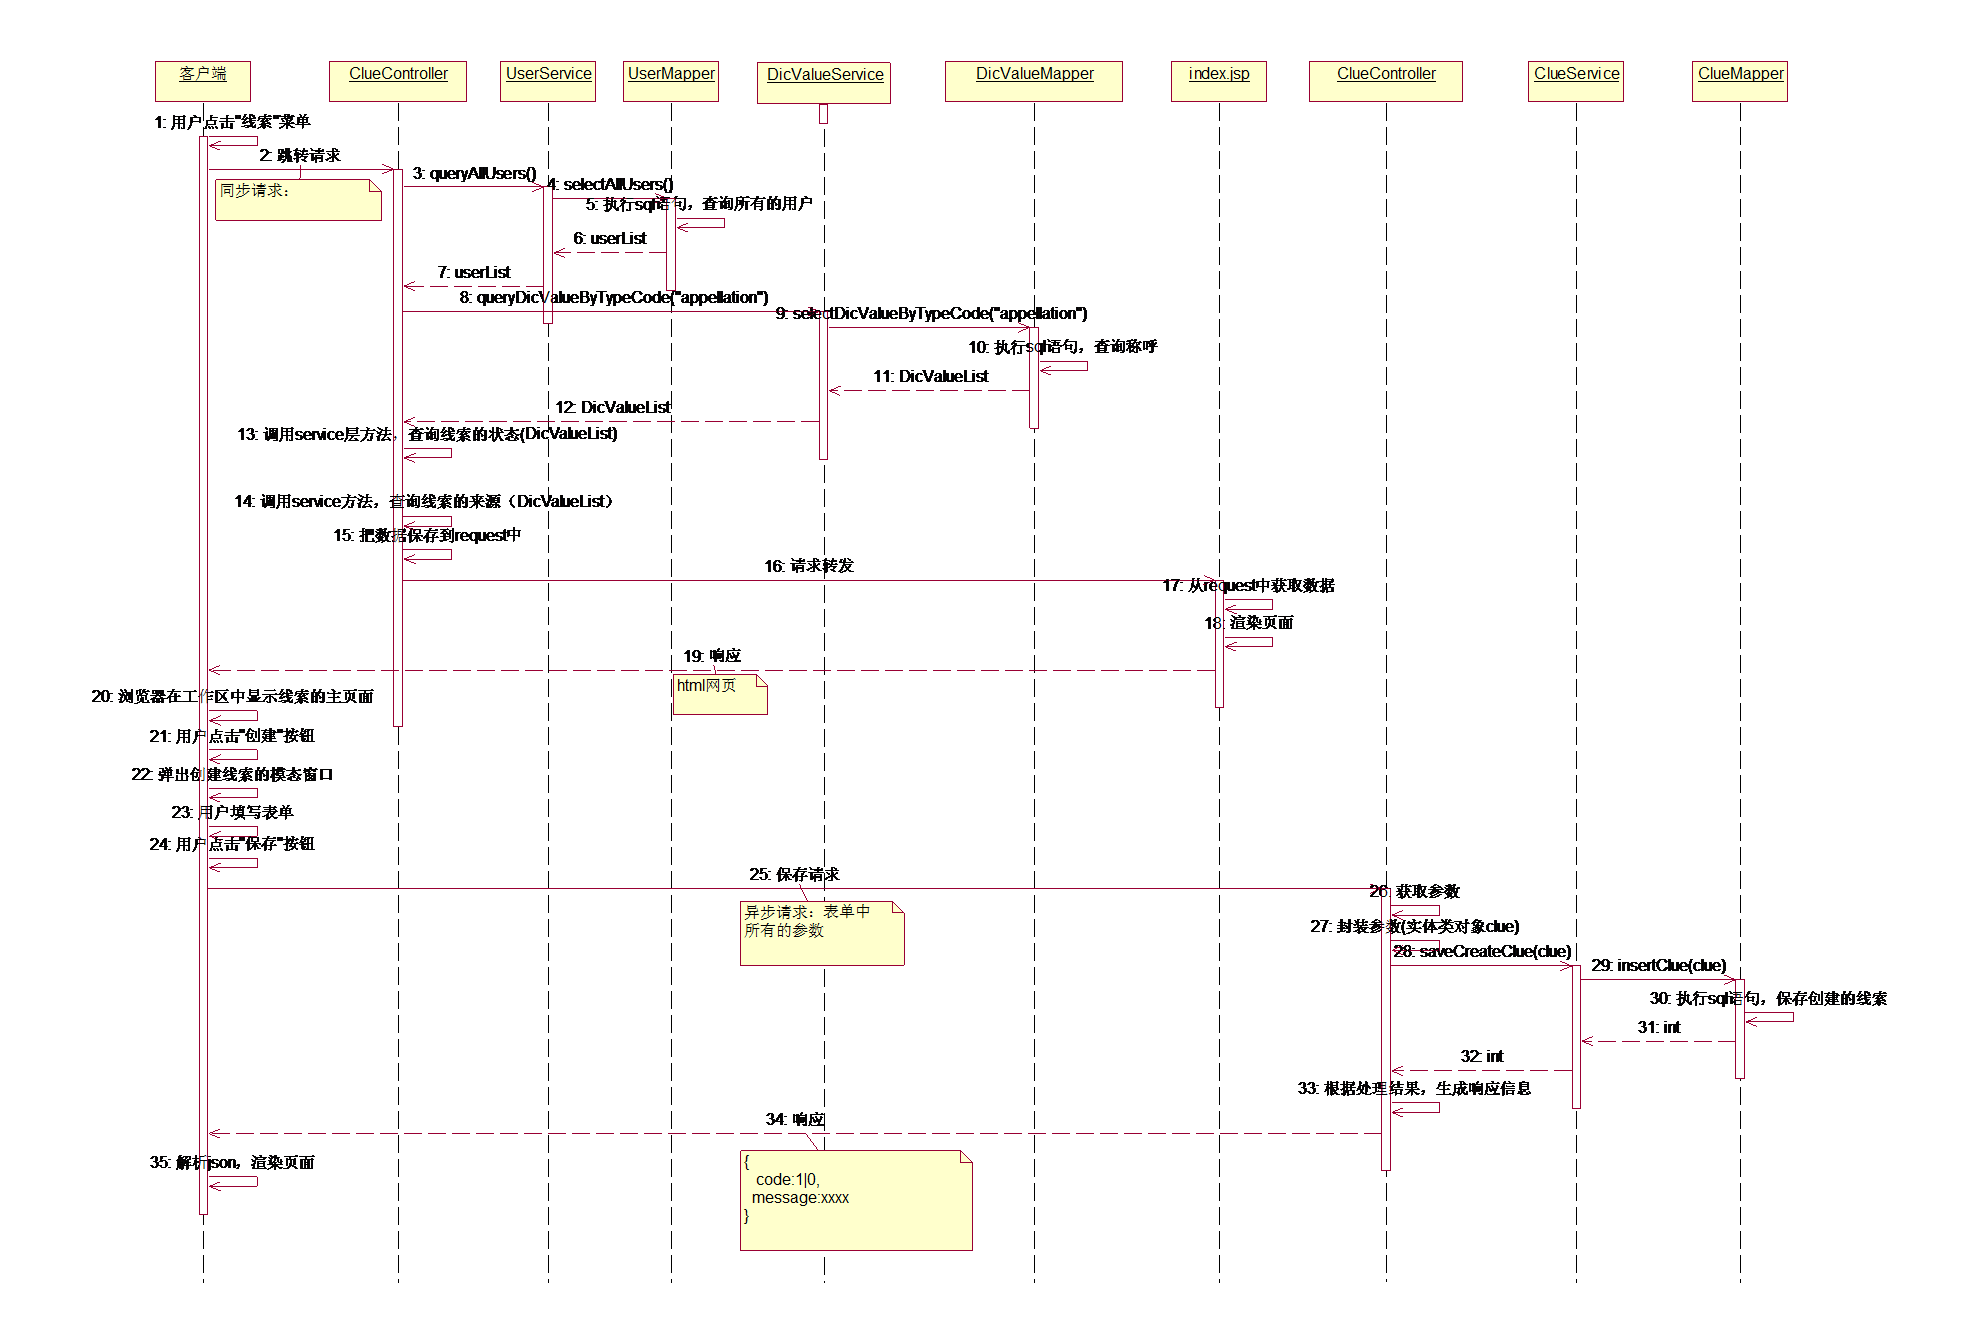 客户端
ClueController
UserService
UserMapper
DicValueService
DicValueMapper
index.jsp
ClueController
ClueService
ClueMapper
1: 用户点击"线索"菜单
2: 跳转请求
同步请求：
3: queryAllUsers()
4: selectAllUsers()
5: 执行sql语句，查询所有的用户
6: userList
7: userList
8: queryDicValueByTypeCode("appellation")
9: selectDicValueByTypeCode("appellation")
10: 执行sql语句，查询称呼
11: DicValueList
12: DicValueList
13: 调用service层方法，查询线索的状态(DicValueList)
14: 调用service方法，查询线索的来源（DicValueList）
15: 把数据保存到request中
16: 请求转发
17: 从request中获取数据
18: 渲染页面
19: 响应
html网页
20: 浏览器在工作区中显示线索的主页面
21: 用户点击"创建"按钮
22: 弹出创建线索的模态窗口
23: 用户填写表单
24: 用户点击"保存"按钮
25: 保存请求
异步请求：表单中
所有的参数
26: 获取参数
27: 封装参数(实体类对象clue)
28: saveCreateClue(clue)
29: insertClue(clue)
30: 执行sql语句，保存创建的线索
31: int
32: int
33: 根据处理结果，生成响应信息
34: 响应
{
code:1|0,
message:xxxx
}
35: 解析json，渲染页面